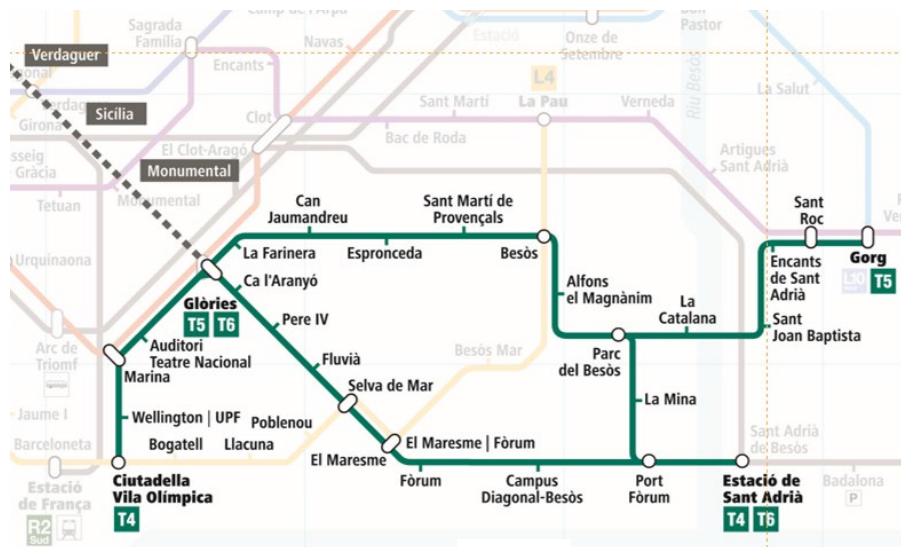 Camp de l'Arpa
Sagrada
Família
Navas
Estació
Onze de
Setembre
Bon
Pastor
Verdaguer
Encants
L4
La Pau
Riu Besòs
La Salut
Sicília
Girona
Clot
Sant Martí
Verneda
Bac de Roda
El Clot-Aragó
Monumental
Artigues
Sant Adrià
Gràcia
Tetuan
Monumental
Can
Jaumandreu
Sant Martí de
Provençals
Sant
Roc
La Farinera
Espronceda
Besòs
Gorg
L10
T5
Urquinaona
Ca l'Aranyó
Alfons
el Magnànim
Encants
de Sant
Adrià
Glòries
T5 T6
Pere IV
La
Catalana
Sant
Joan Baptista
Arc de
Triomf
Auditori
Teatre Nacional
Marina
Fluvià
Besòs Mar
Parc
del Besòs
Selva de Mar
Jaume I
Wellington | UPF
Poblenou
La Mina
Barceloneta
Bogatell
Llacuna
El Maresme | Fòrum
El Maresme
Sant Adrià
de Besòs
Estació
de França
R2
Sud
Ciutadella
Vila Olímpica
T4
Fòrum
Campus
Diagonal-Besòs
Port
Fòrum
Estació de
Sant Adrià
T4 T6
Badalona
P